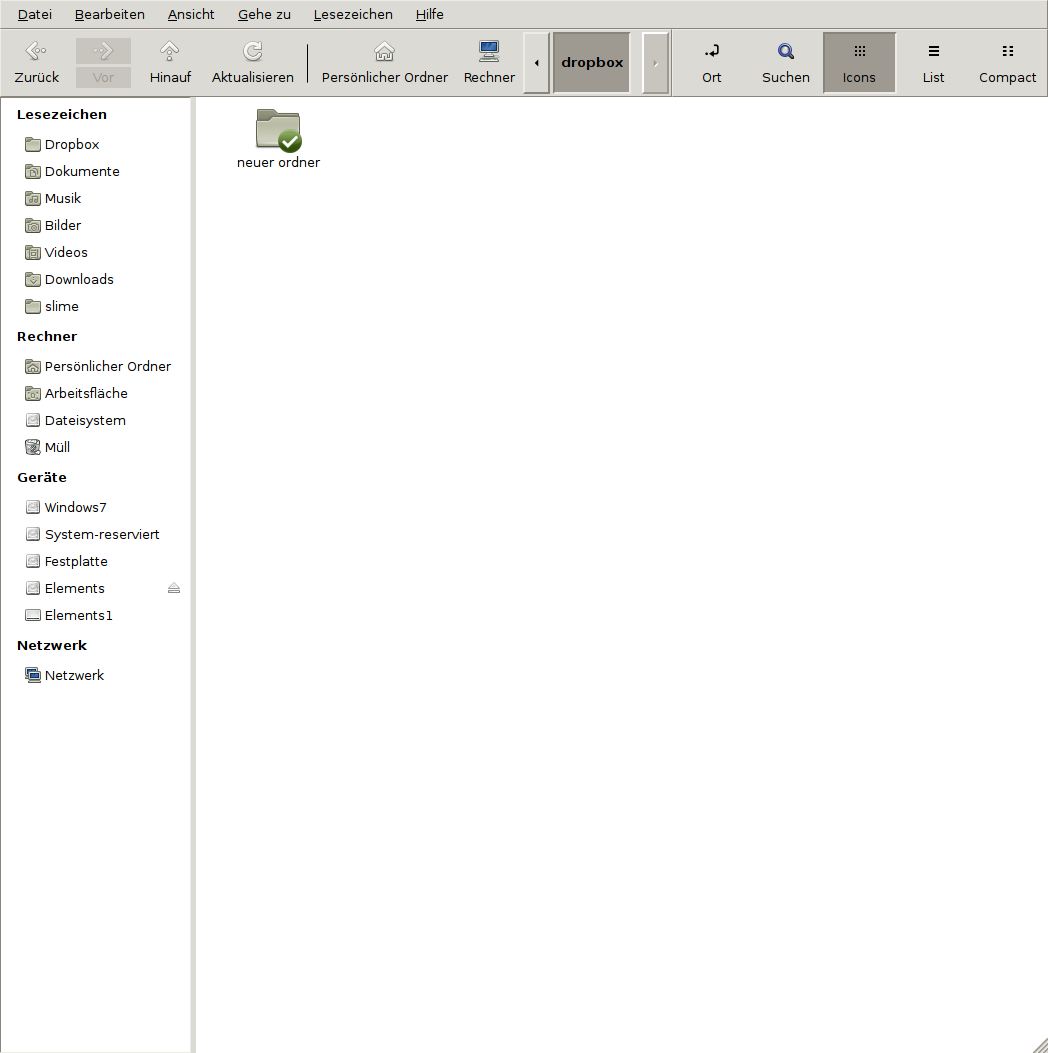 Datei Bearbeiten Ansicht Gehe zu Lesezeichen Hilfe
Zurück Vor Hinauf Aktualisieren Persönlicher Ordner Rechner dropbox Ort Suchen Icons List Compact
Lesezeichen
Dropbox
Dokumente
Musik
Bilder
Videos
Downloads
slime
Rechner
Persönlicher Ordner
Arbeitsfläche
Dateisystem
Müll
Geräte
Windows7
System-reserviert
Festplatte
Elements
Elements1
Netzwerk
Netzwerk
neuer ordner